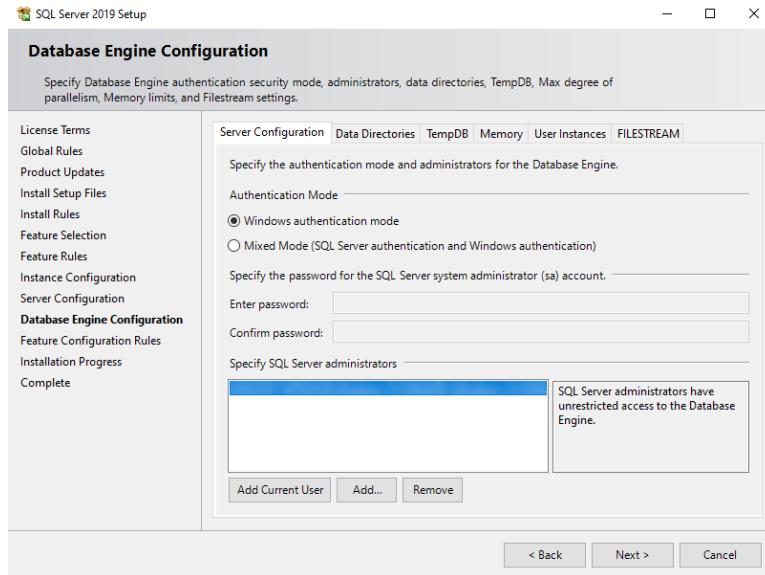 SQL Server 2019 Setup
Database Engine Configuration
Specify Database Engine authentication security mode, administrators, data directories, TempDB, Max degree of
parallelism, Memory limits, and Filestream settings.
License Terms
Global Rules
Product Updates
Install Setup Files
Install Rules
Feature Selection
Feature Rules
Instance Configuration
Server Configuration
Database Engine Configuration
Feature Configuration Rules
Installation Progress
Complete
Server Configuration Data Directories TempDB Memory User Instances FILESTREAM
Specify the authentication mode and administrators for the Database Engine.
Authentication Mode
Windows authentication mode
Mixed Mode (SQL Server authentication and Windows authentication)
Specify the password for the SQL Server system administrator (sa) account.
Enter password:
Confirm password:
Specify SQL Server administrators
SQL Server administrators have
unrestricted access to the Database
Engine.
Add Current User Add... Remove
< Back Next > Cancel